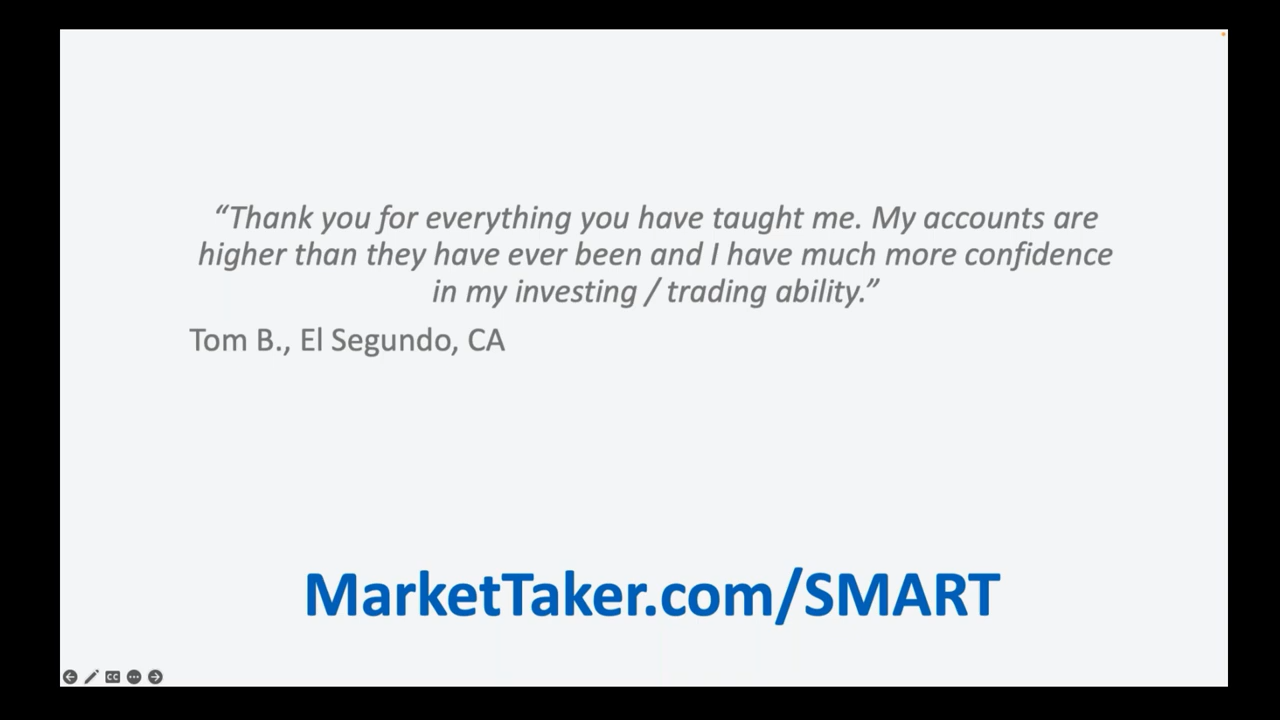 “Thank you for everything you have taught me. My accounts are
higher than they have ever been and I have much more confidence
in my investing / trading ability.”
Tom B., El Segundo, CA
MarketTaker.com/SMART
CC